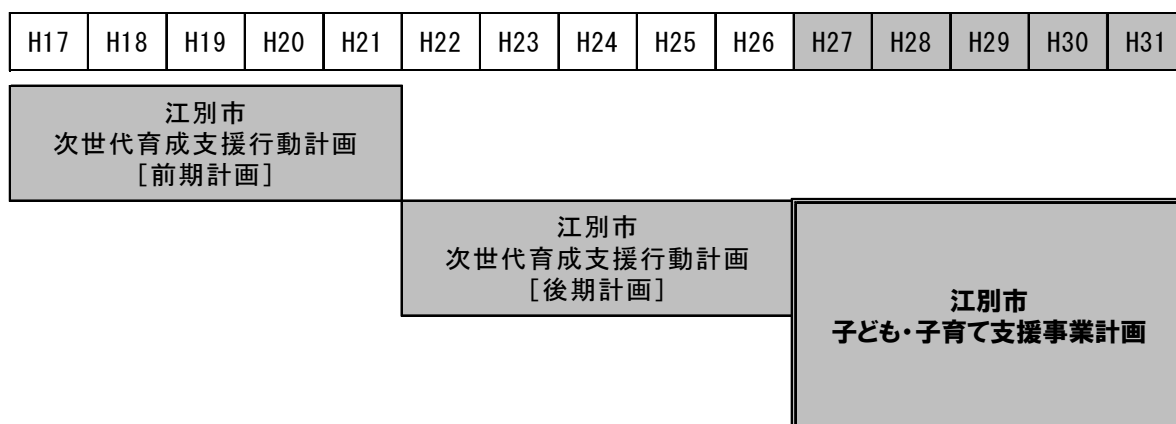 H17 H18 H19 H20 H21 H22 H23 H24 H25 H26 H27 H28 H29 H30 H31
江別市
次世代育成支援行動計画
［前期計画］
江別市
次世代育成支援行動計画
［後期計画］
江別市
子ども・子育て支援事業計画